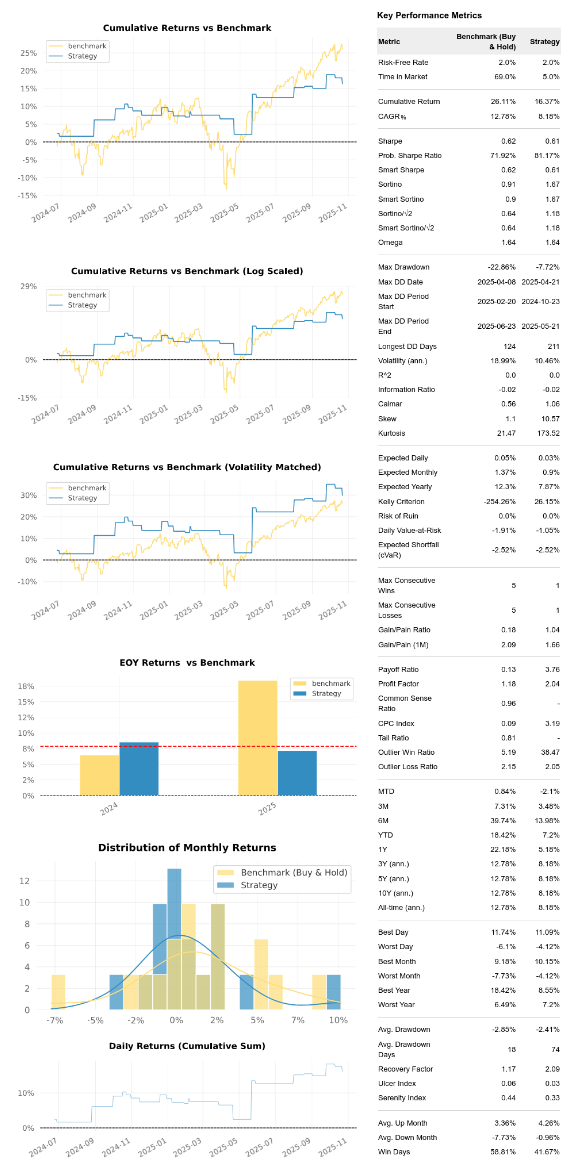 Cumulative Returns vs Benchmark
benchmark
Strategy
25%
20%
15%
10%
5%
0%
-5%
-10%
-15%
2024-07
2024-09
2024-11
2025-01
2025-03
2025-05
2025-07
2025-09
2025-11
Cumulative Returns vs Benchmark (Log Scaled)
benchmark
Strategy
29%
0%
-15%
2024-07
2024-09
2024-11
2025-01
2025-03
2025-05
2025-07
2025-09
2025-11
Cumulative Returns vs Benchmark (Volatility Matched)
benchmark
Strategy
30%
20%
10%
0%
-10%
2024-07
2024-09
2024-11
2025-01
2025-03
2025-05
2025-07
2025-09
2025-11
EOY Returns vs Benchmark
benchmark
Strategy
18%
15%
12%
10%
8%
5%
2%
0%
2024
2025
Distribution of Monthly Returns
Benchmark (Buy & Hold)
Strategy
12
10
8
6
4
2
0
-7%
-5%
-2%
0%
2%
5%
7%
10%
Daily Returns (Cumulative Sum)
10%
0%
2024-07
2024-09
2024-11
2025-01
2025-03
2025-05
2025-07
2025-09
2025-11
Key Performance Metrics
Metric Benchmark (Buy & Hold) Strategy
Risk-Free Rate 2.0% 2.0%
Time in Market 69.0% 5.0%
Cumulative Return 26.11% 16.37%
CAGR% 12.78% 8.18%
Sharpe 0.62 0.61
Prob. Sharpe Ratio 71.92% 81.17%
Smart Sharpe 0.62 0.61
Sortino 0.91 1.67
Smart Sortino 0.9 1.67
Sortino/√2 0.64 1.18
Smart Sortino/√2 0.64 1.18
Omega 1.64 1.64
Max Drawdown -22.86% -7.72%
Max DD Date 2025-04-08 2025-04-21
Max DD Period Start 2025-02-20 2024-10-23
Max DD Period End 2025-06-23 2025-05-21
Longest DD Days 124 211
Volatility (ann.) 18.99% 10.46%
R^2 0.0 0.0
Information Ratio -0.02 -0.02
Calmar 0.56 1.06
Skew 1.1 10.57
Kurtosis 21.47 173.52
Expected Daily 0.05% 0.03%
Expected Monthly 1.37% 0.9%
Expected Yearly 12.3% 7.87%
Kelly Criterion -254.26% 26.15%
Risk of Ruin 0.0% 0.0%
Daily Value-at-Risk -1.91% -1.05%
Expected Shortfall (cVaR) -2.52% -2.52%
Max Consecutive Wins 5 1
Max Consecutive Losses 5 1
Gain/Pain Ratio 0.18 1.04
Gain/Pain (1M) 2.09 1.66
Payoff Ratio 0.13 3.76
Profit Factor 1.18 2.04
Common Sense Ratio 0.96 -
CPC Index 0.09 3.19
Tail Ratio 0.81 -
Outlier Win Ratio 5.19 38.47
Outlier Loss Ratio 2.15 2.05
MTD 0.84% -2.1%
3M 7.31% 3.48%
6M 39.74% 13.98%
YTD 18.42% 7.2%
1Y 22.18% 5.18%
3Y (ann.) 12.78% 8.18%
5Y (ann.) 12.78% 8.18%
10Y (ann.) 12.78% 8.18%
All-time (ann.) 12.78% 8.18%
Best Day 11.74% 11.09%
Worst Day -6.1% -4.12%
Best Month 9.18% 10.15%
Worst Month -7.73% -4.12%
Best Year 18.42% 8.55%
Worst Year 6.49% 7.2%
Avg. Drawdown -2.85% -2.41%
Avg. Drawdown Days 18 74
Recovery Factor 1.17 2.09
Ulcer Index 0.06 0.03
Serenity Index 0.44 0.33
Avg. Up Month 3.36% 4.26%
Avg. Down Month -7.73% -0.96%
Win Days 58.81% 41.67%